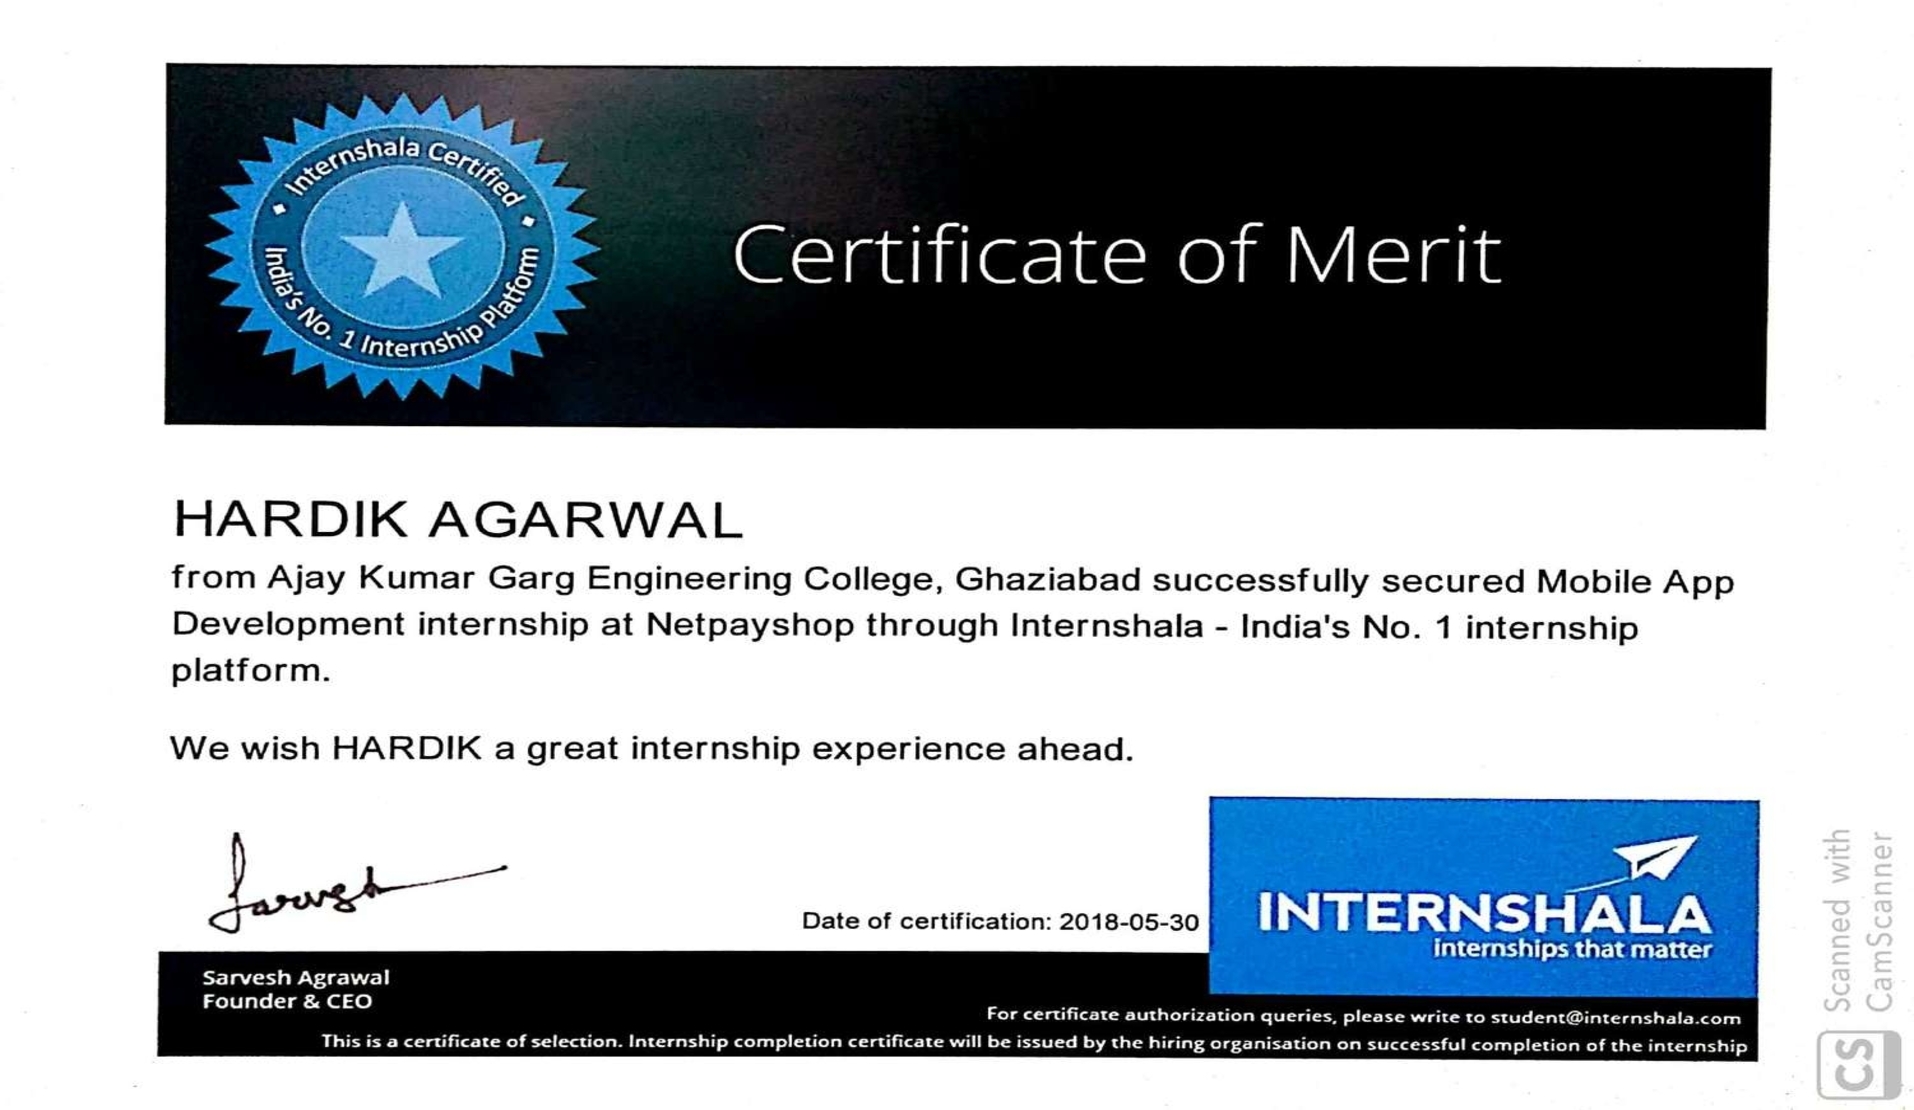 Internshala Certified
India's No. 1 Internship Platform
Certificate of Merit
HARDIK AGARWAL
from Ajay Kumar Garg Engineering College, Ghaziabad successfully secured Mobile App
Development internship at Netpayshop through Internshala - India's No. 1 internship
platform.
We wish HARDIK a great internship experience ahead.
Sarvesh
Date of certification: 2018-05-30
INTERNSHALA
internships that matter
Sarvesh Agrawal
Founder & CEO
For certificate authorization queries, please write to student@internshala.com
This is a certificate of selection. Internship completion certificate will be issued by the hiring organisation on successful completion of the internship
CS Scanned with
CamScanner